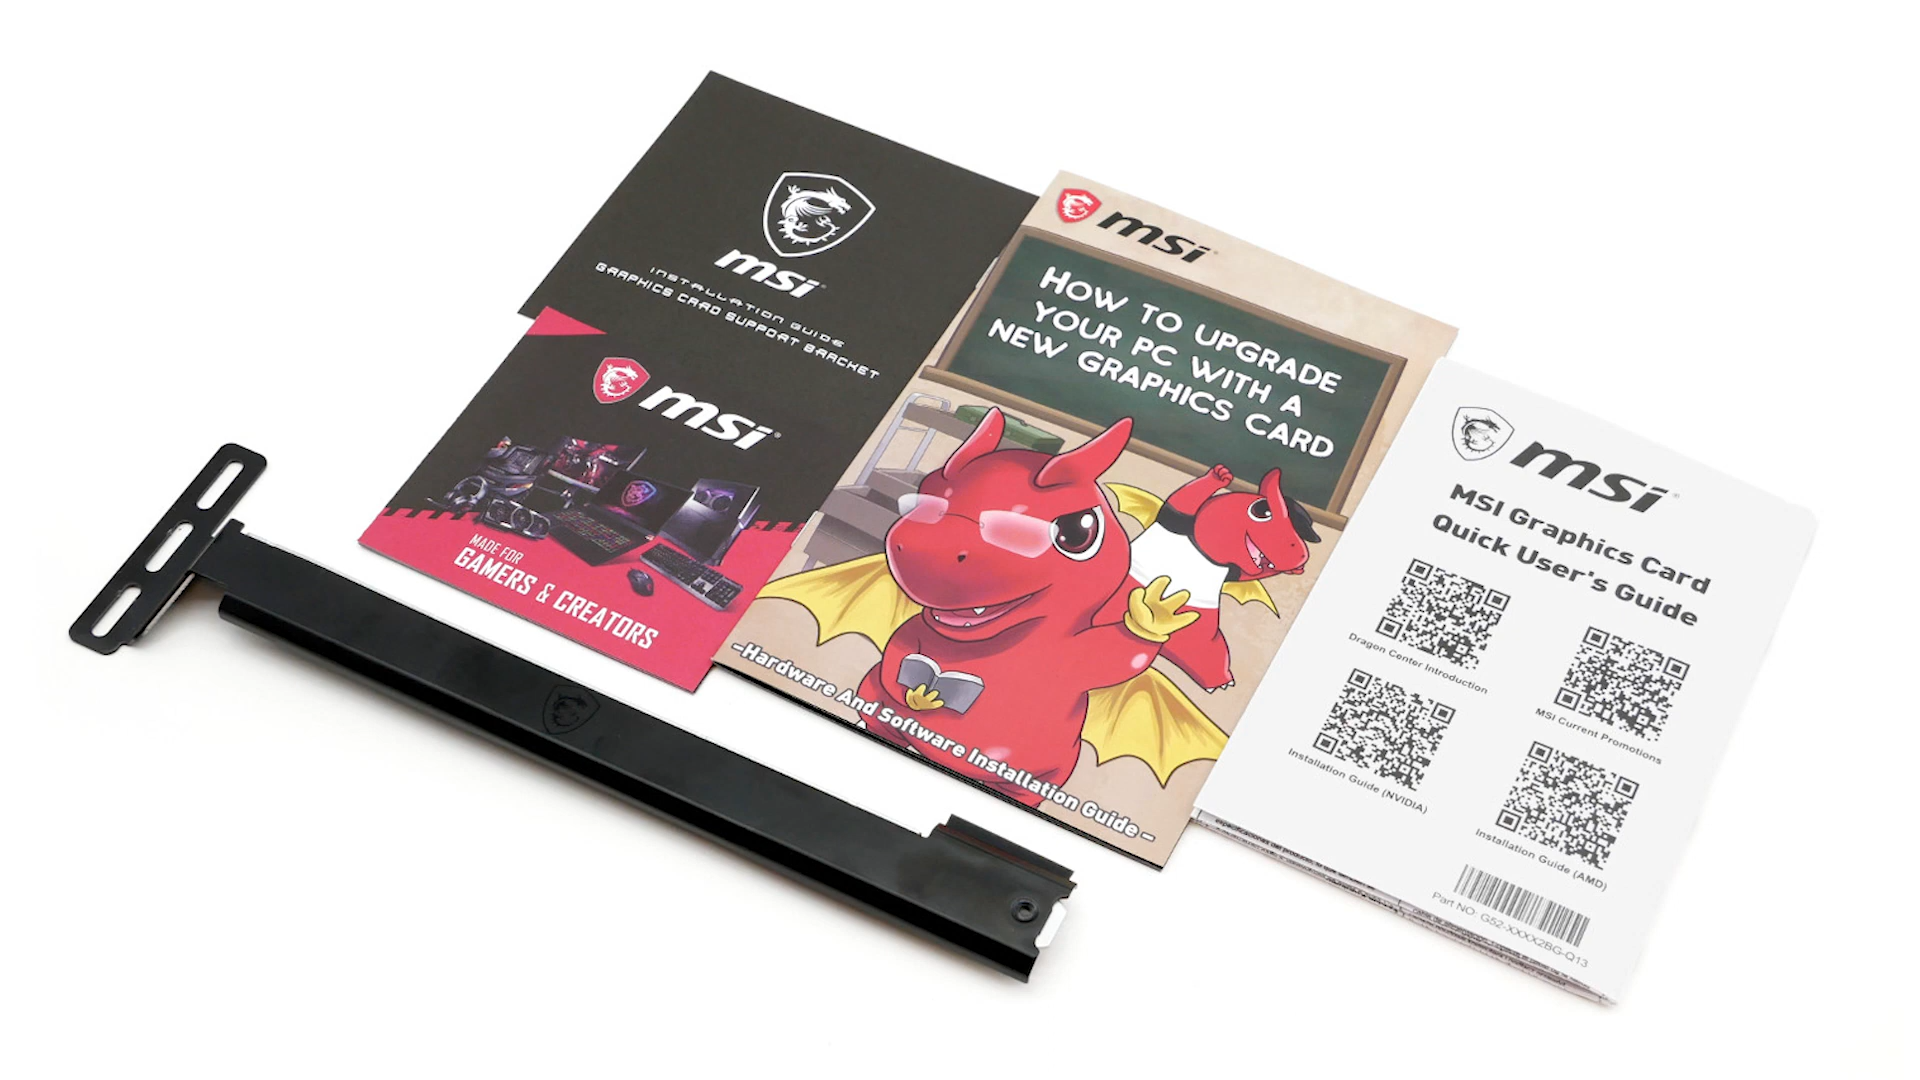 msi
INSTALLATION GUIDE
GRAPHICS CARD SUPPORT BRACKET
msi
MADE FOR
GAMERS & CREATORS
msi
HOW TO UPGRADE
YOUR PC WITH A
NEW GRAPHICS CARD
-Hardware And Software Installation Guide-
msi
MSI Graphics Card
Quick User's Guide
Dragon Center Introduction
MSI Current Promotions
Installation Guide (NVIDIA)
Installation Guide (AMD)
Part NO: G52-XXXX2BG-Q13